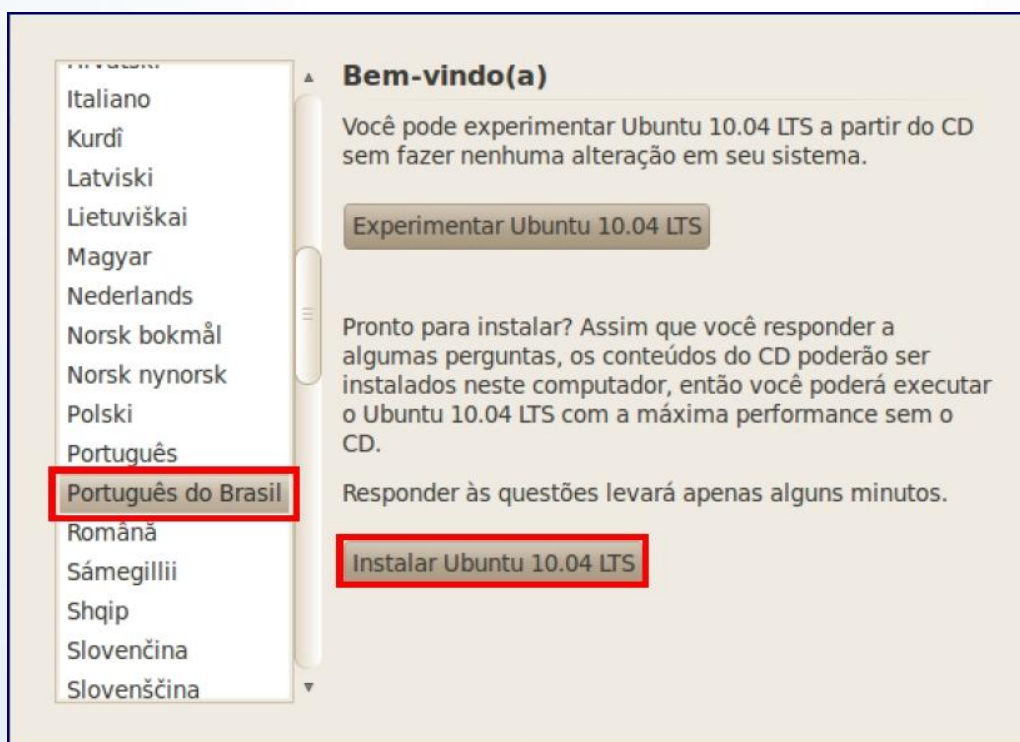 Italiano
Kurdî
Latviski
Lietuviškai
Magyar
Nederlands
Norsk bokmål
Norsk nynorsk
Polski
Português
Português do Brasil
Română
Sámegillii
Shqip
Slovenčina
Slovenščina
Bem-vindo(a)
Você pode experimentar Ubuntu 10.04 LTS a partir do CD
sem fazer nenhuma alteração em seu sistema.
Experimentar Ubuntu 10.04 LTS
Pronto para instalar? Assim que você responder a
algumas perguntas, os conteúdos do CD poderão ser
instalados neste computador, então você poderá executar
o Ubuntu 10.04 LTS com a máxima performance sem o
CD.
Responder às questões levará apenas alguns minutos.
Instalar Ubuntu 10.04 LTS